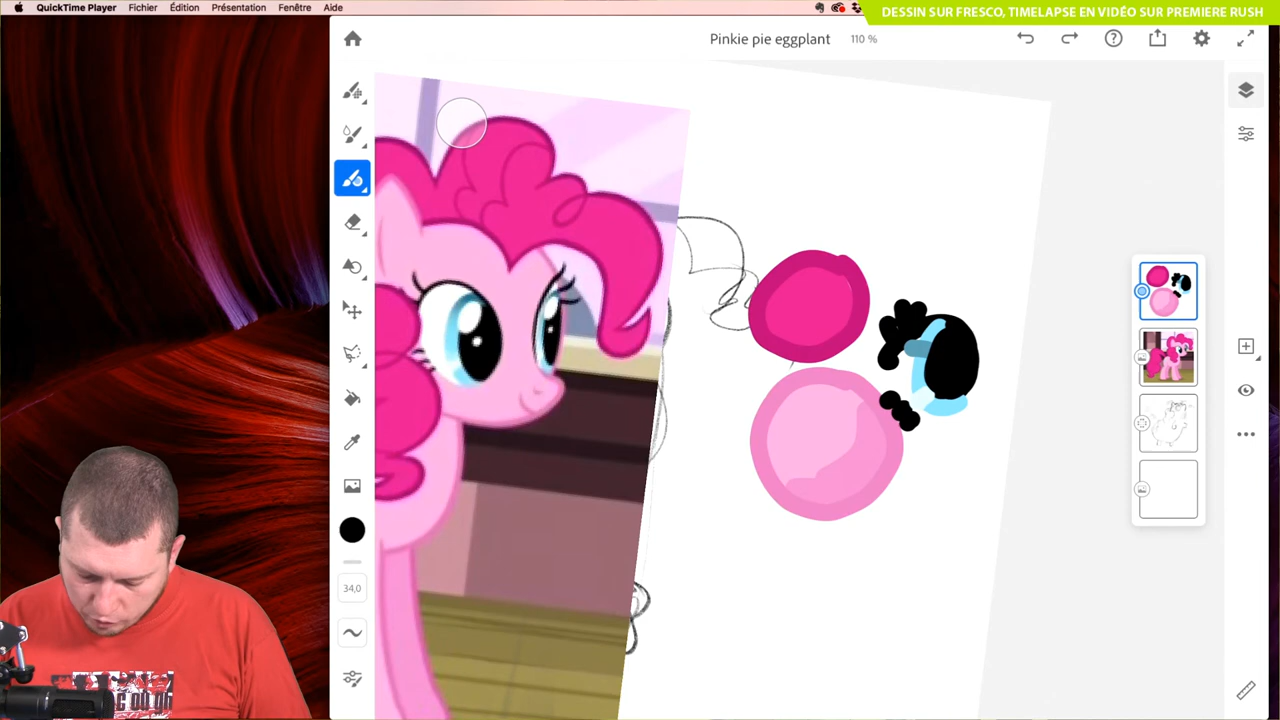 QuickTime Player Fichier Édition Présentation Fenêtre Aide
DESSIN SUR FRESCO, TIMELAPSE EN VIDÉO SUR PREMIERE RUSH
Pinkie pie eggplant 110 %
34,0